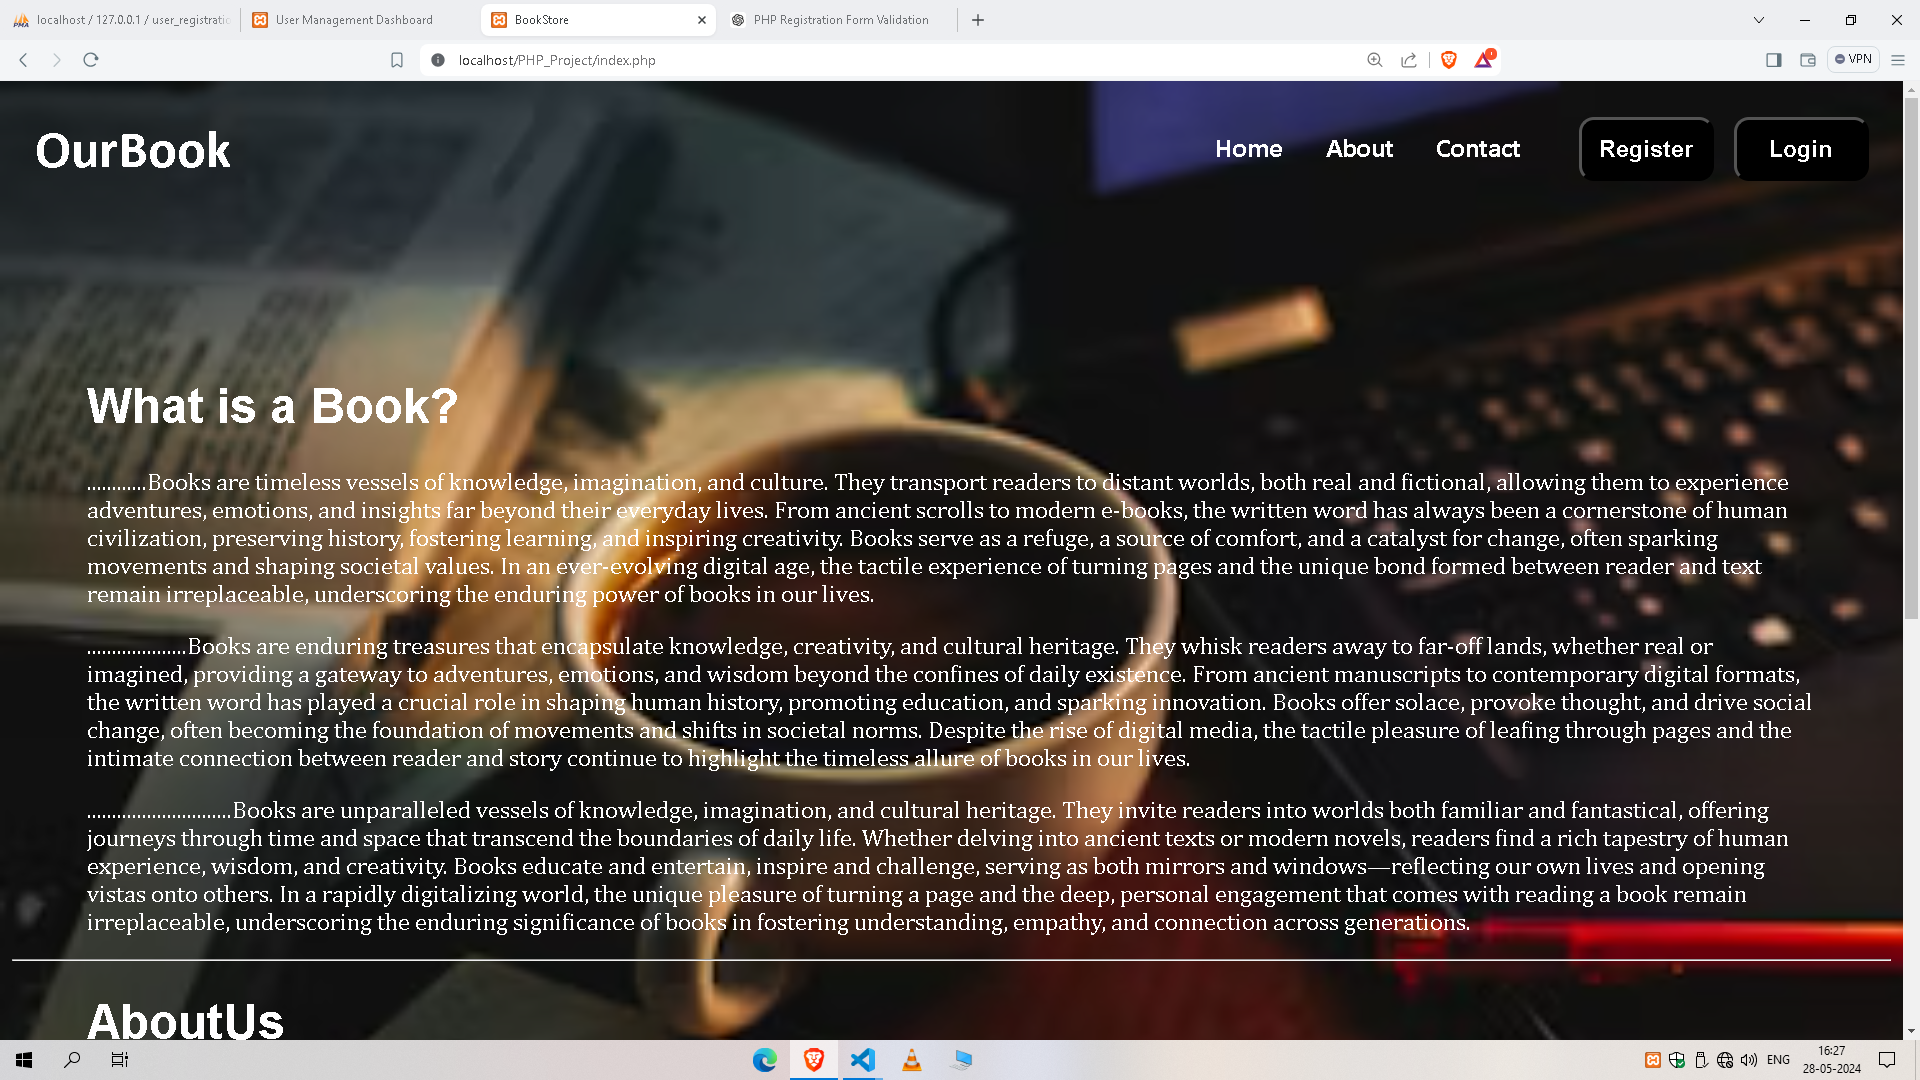 localhost / 127.0.0.1 / user_registratio
User Management Dashboard
BookStore
PHP Registration Form Validation
localhost/PHP_Project/index.php
VPN
OurBook
Home
About
Contact
Register
Login
What is a Book?
............Books are timeless vessels of knowledge, imagination, and culture. They transport readers to distant worlds, both real and fictional, allowing them to experience
adventures, emotions, and insights far beyond their everyday lives. From ancient scrolls to modern e-books, the written word has always been a cornerstone of human
civilization, preserving history, fostering learning, and inspiring creativity. Books serve as a refuge, a source of comfort, and a catalyst for change, often sparking
movements and shaping societal values. In an ever-evolving digital age, the tactile experience of turning pages and the unique bond formed between reader and text
remain irreplaceable, underscoring the enduring power of books in our lives.
....................Books are enduring treasures that encapsulate knowledge, creativity, and cultural heritage. They whisk readers away to far-off lands, whether real or
imagined, providing a gateway to adventures, emotions, and wisdom beyond the confines of daily existence. From ancient manuscripts to contemporary digital formats,
the written word has played a crucial role in shaping human history, promoting education, and sparking innovation. Books offer solace, provoke thought, and drive social
change, often becoming the foundation of movements and shifts in societal norms. Despite the rise of digital media, the tactile pleasure of leafing through pages and the
intimate connection between reader and story continue to highlight the timeless allure of books in our lives.
.............................Books are unparalleled vessels of knowledge, imagination, and cultural heritage. They invite readers into worlds both familiar and fantastical, offering
journeys through time and space that transcend the boundaries of daily life. Whether delving into ancient texts or modern novels, readers find a rich tapestry of human
experience, wisdom, and creativity. Books educate and entertain, inspire and challenge, serving as both mirrors and windows—reflecting our own lives and opening
vistas onto others. In a rapidly digitalizing world, the unique pleasure of turning a page and the deep, personal engagement that comes with reading a book remain
irreplaceable, underscoring the enduring significance of books in fostering understanding, empathy, and connection across generations.
AboutUs
ENG
16:27
28-05-2024